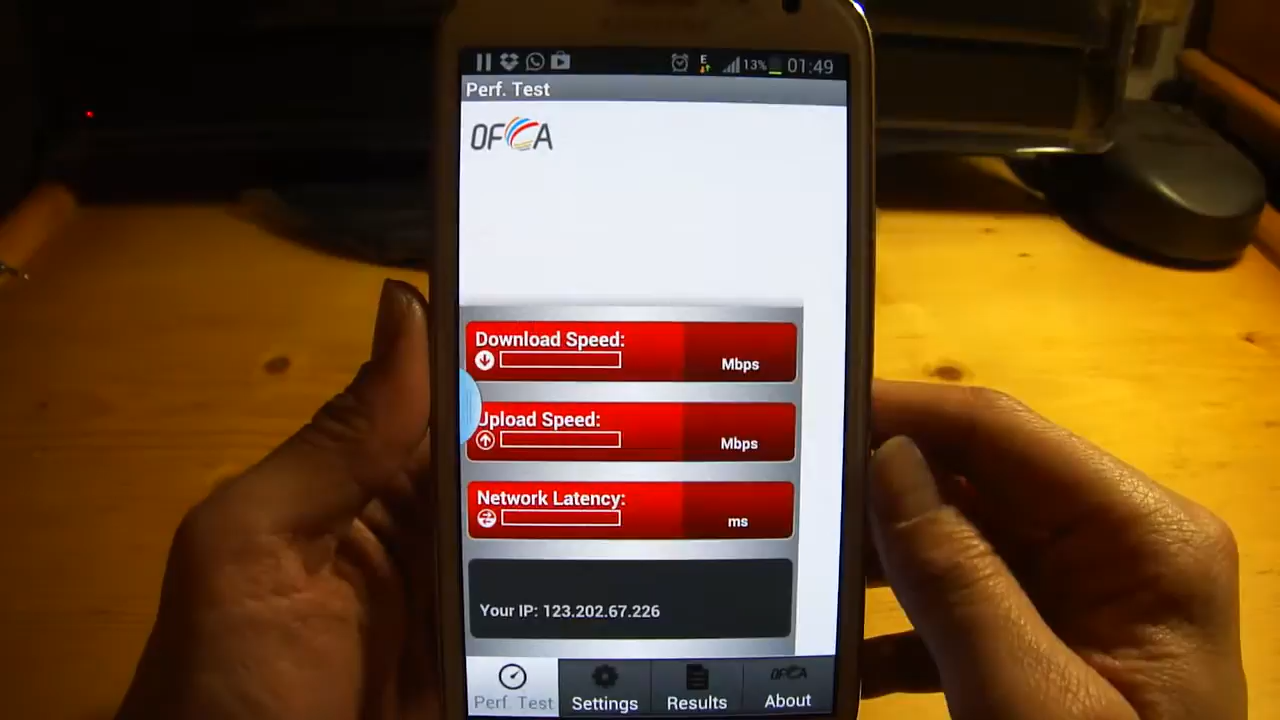 E 13% 01:49
Perf. Test
OFCA
Download Speed:
Mbps
Upload Speed:
Mbps
Network Latency:
ms
Your IP: 123.202.67.226
Perf. Test Settings Results About
OFCA